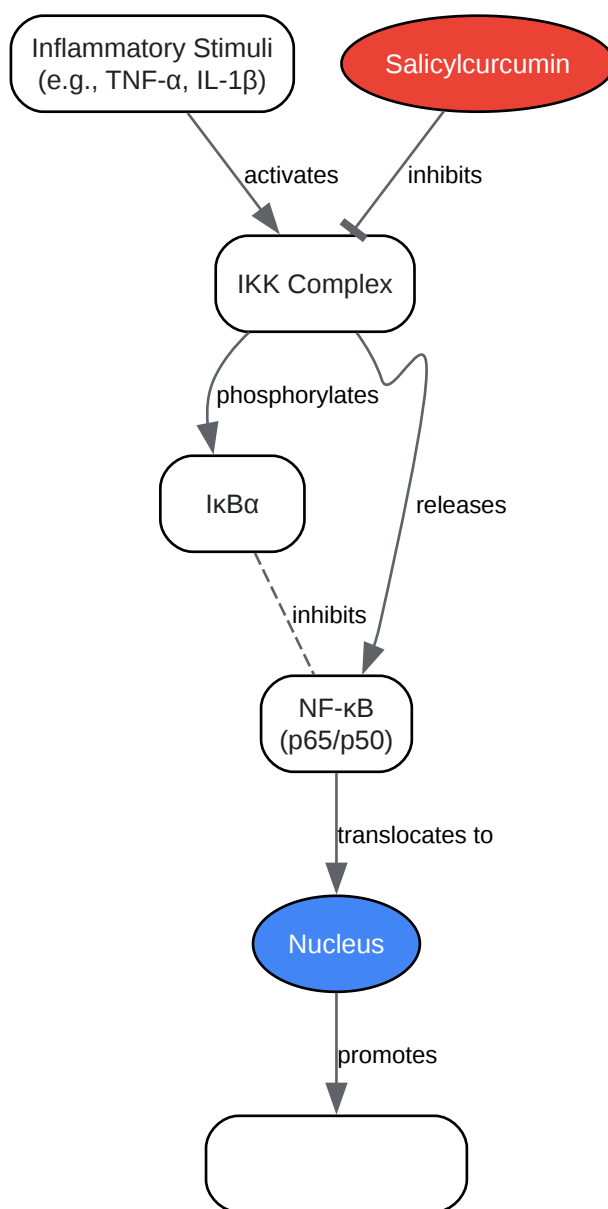 Inflammatory Stimuli
(e.g., TNF-α, IL-1β)
Salicylcurcumin
activates
inhibits
IKK Complex
phosphorylates
IκBα
releases
inhibits
NF-κB
(p65/p50)
translocates to
Nucleus
promotes